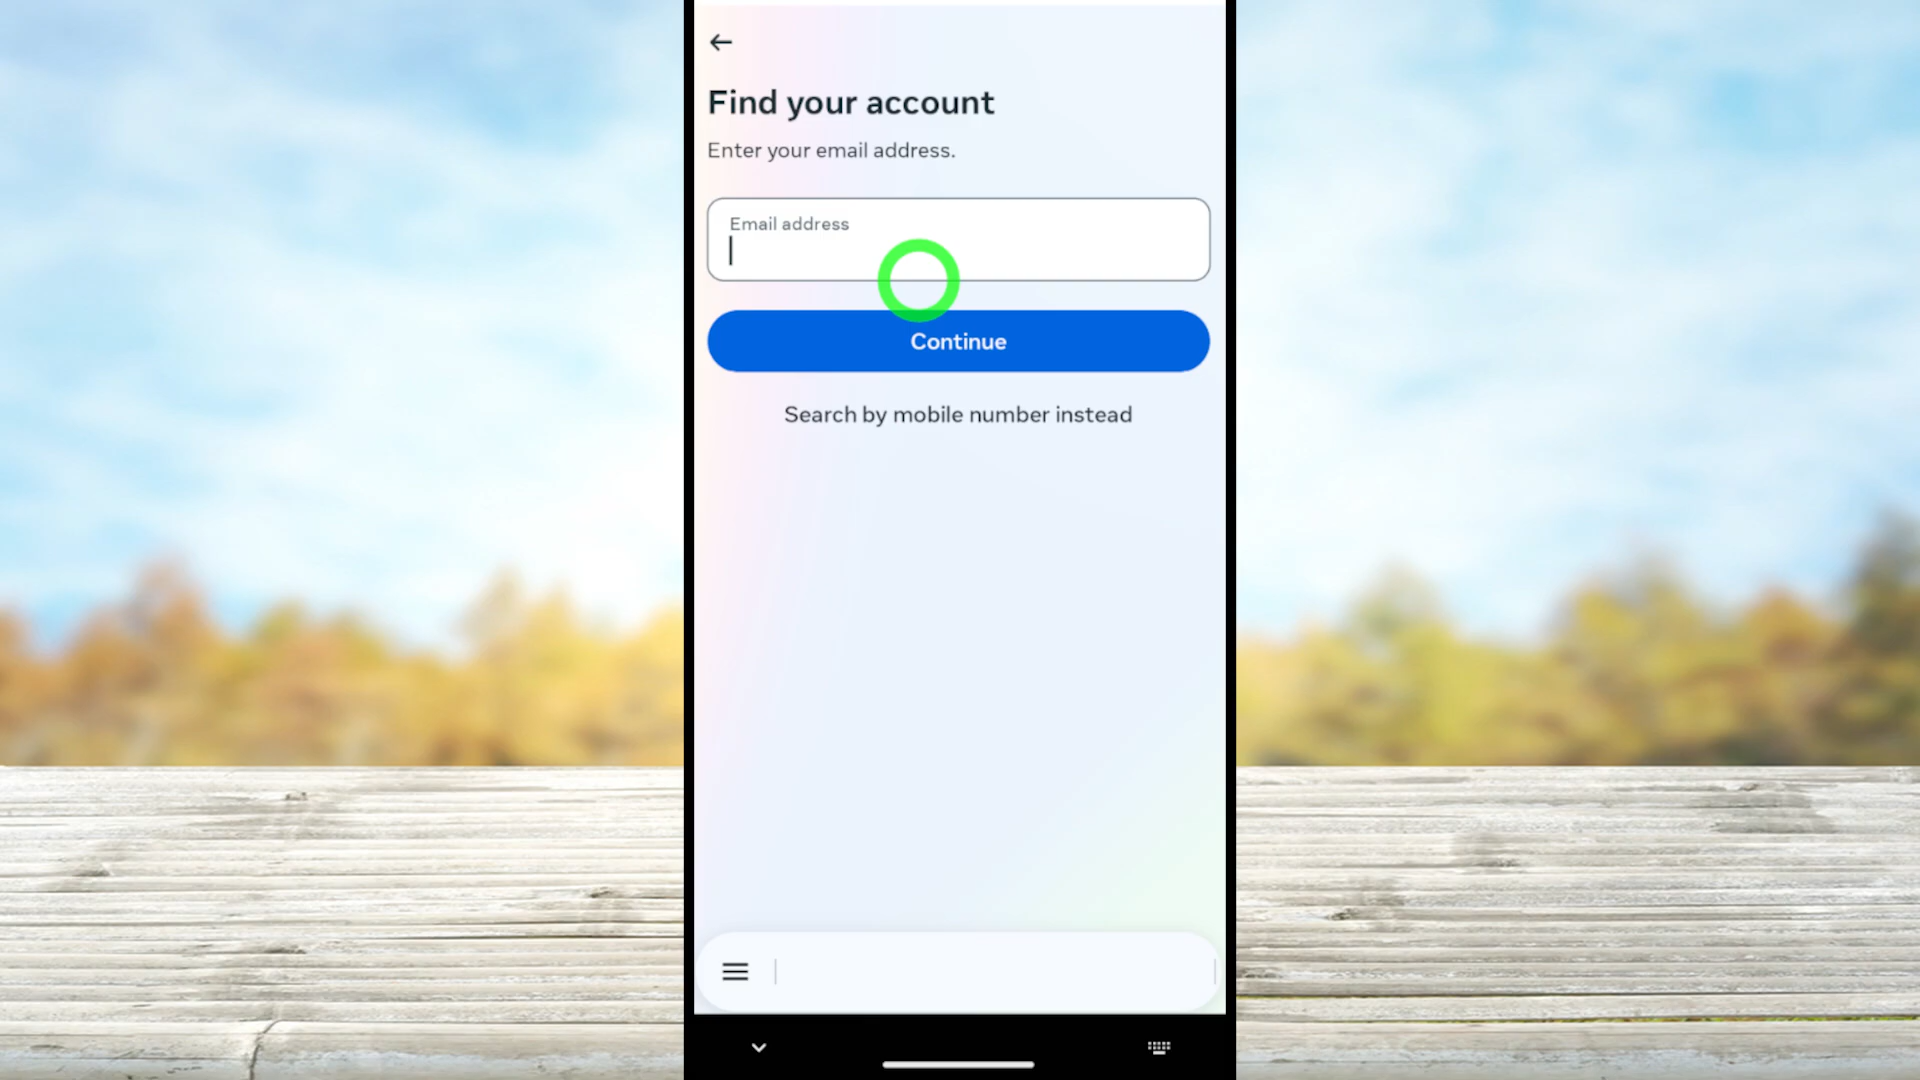 Find your account
Enter your email address.
Email address
Continue
Search by mobile number instead